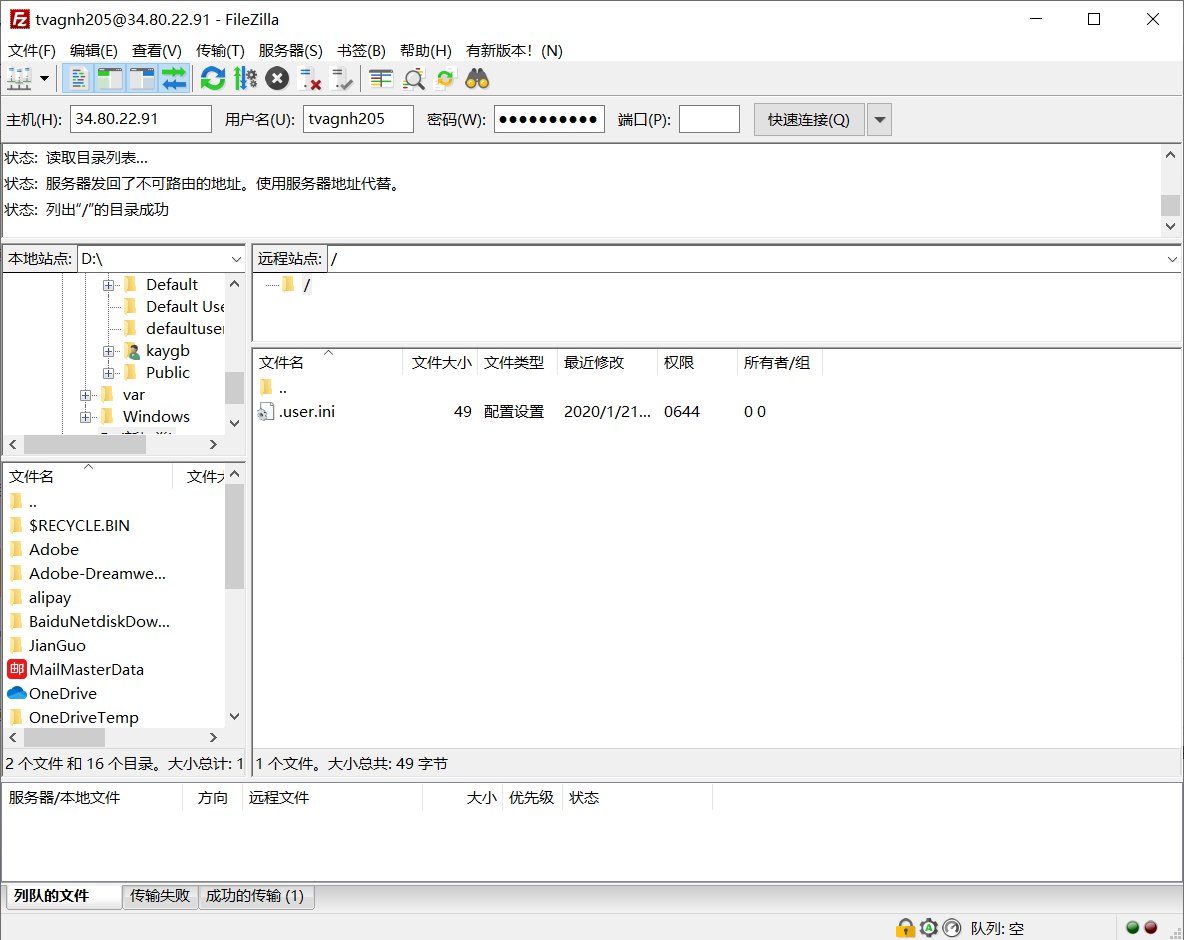 tvagnh205@34.80.22.91 - FileZilla
文件(F) 编辑(E) 查看(V) 传输(T) 服务器(S) 书签(B) 帮助(H) 有新版本！(N)
主机(H): 34.80.22.91 用户名(U): tvagnh205 密码(W): ●●●●●●●●●● 端口(P): 快速连接(Q)
状态: 读取目录列表...
状态: 服务器发回了不可路由的地址。使用服务器地址代替。
状态: 列出“/”的目录成功
本地站点: D:\
Default
Default Use
defaultuser
kaygb
Public
var
Windows
文件名 文件大
..
$RECYCLE.BIN
Adobe
Adobe-Dreamwe...
alipay
BaiduNetdiskDow...
JianGuo
邮 MailMasterData
OneDrive
OneDriveTemp
2 个文件 和 16 个目录。大小总计: 1
远程站点: /
/
文件名 文件大小 文件类型 最近修改 权限 所有者/组
..
.user.ini 49 配置设置 2020/1/21... 0644 0 0
1 个文件。大小总共: 49 字节
服务器/本地文件 方向 远程文件 大小 优先级 状态
列队的文件 传输失败 成功的传输 (1)
队列: 空